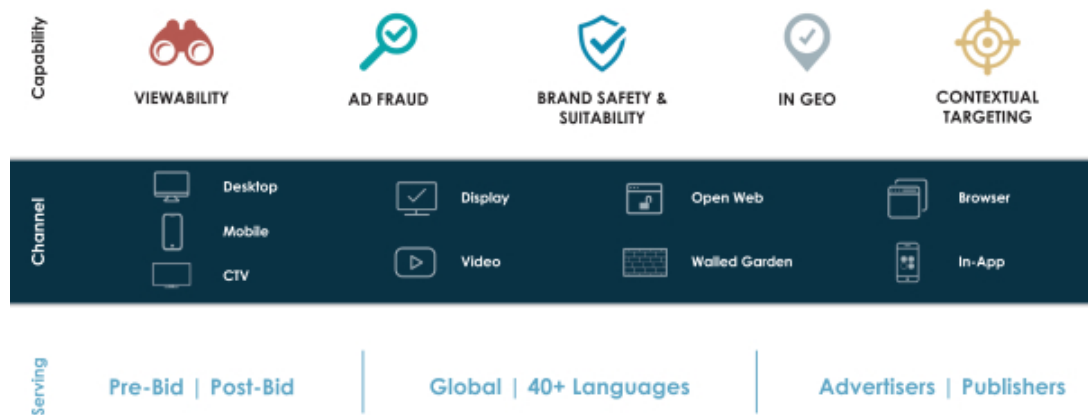 Capability
VIEWABILITY
AD FRAUD
BRAND SAFETY &
SUITABILITY
IN GEO
CONTEXTUAL
TARGETING
Channel
Desktop
Mobile
CTV
Display
Video
Open Web
Walled Garden
Browser
In-App
Serving
Pre-Bid | Post-Bid
Global | 40+ Languages
Advertisers | Publishers